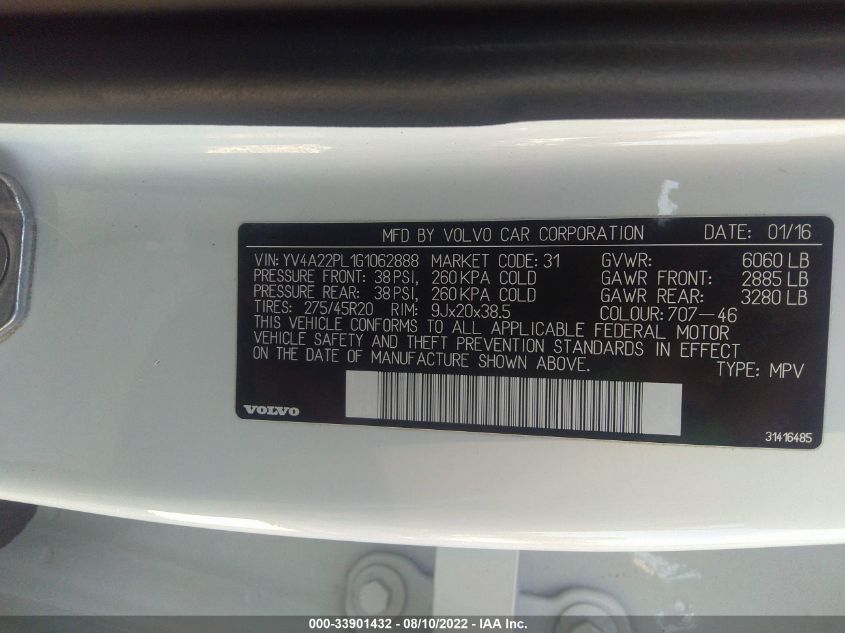 MFD BY VOLVO CAR CORPORATION DATE: 01/16
VIN: YV4A22PL1G1062888 MARKET CODE: 31 GVWR: 6060 LB
PRESSURE FRONT: 38 PSI, 260 KPA COLD GAWR FRONT: 2885 LB
PRESSURE REAR: 38 PSI, 260 KPA COLD GAWR REAR: 3280 LB
TIRES: 275/45R20 RIM: 9Jx20x38.5 COLOUR: 707-46
THIS VEHICLE CONFORMS TO ALL APPLICABLE FEDERAL MOTOR
VEHICLE SAFETY AND THEFT PREVENTION STANDARDS IN EFFECT
ON THE DATE OF MANUFACTURE SHOWN ABOVE. TYPE: MPV
VOLVO
31416485
000-33901432 - 08/10/2022 - IAA Inc.